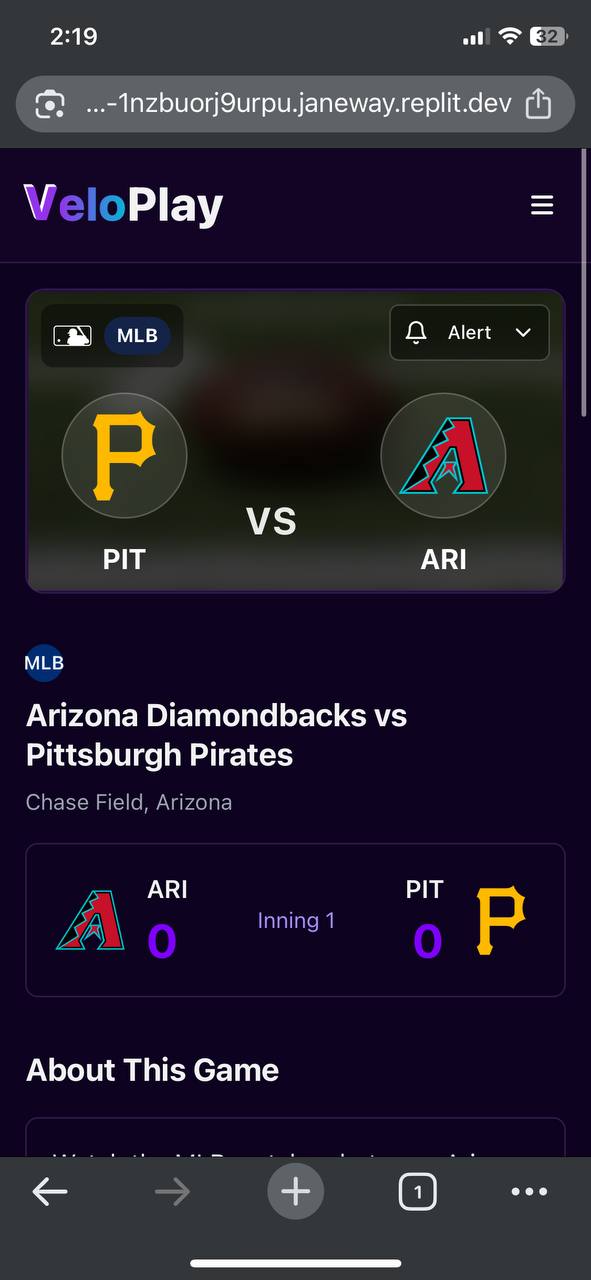 2:19
32
...-1nzbuorj9urpu.janeway.replit.dev
VeloPlay
MLB
Alert
P
A
VS
PIT
ARI
MLB
Arizona Diamondbacks vs
Pittsburgh Pirates
Chase Field, Arizona
ARI
PIT
A
0
Inning 1
0
P
About This Game
1